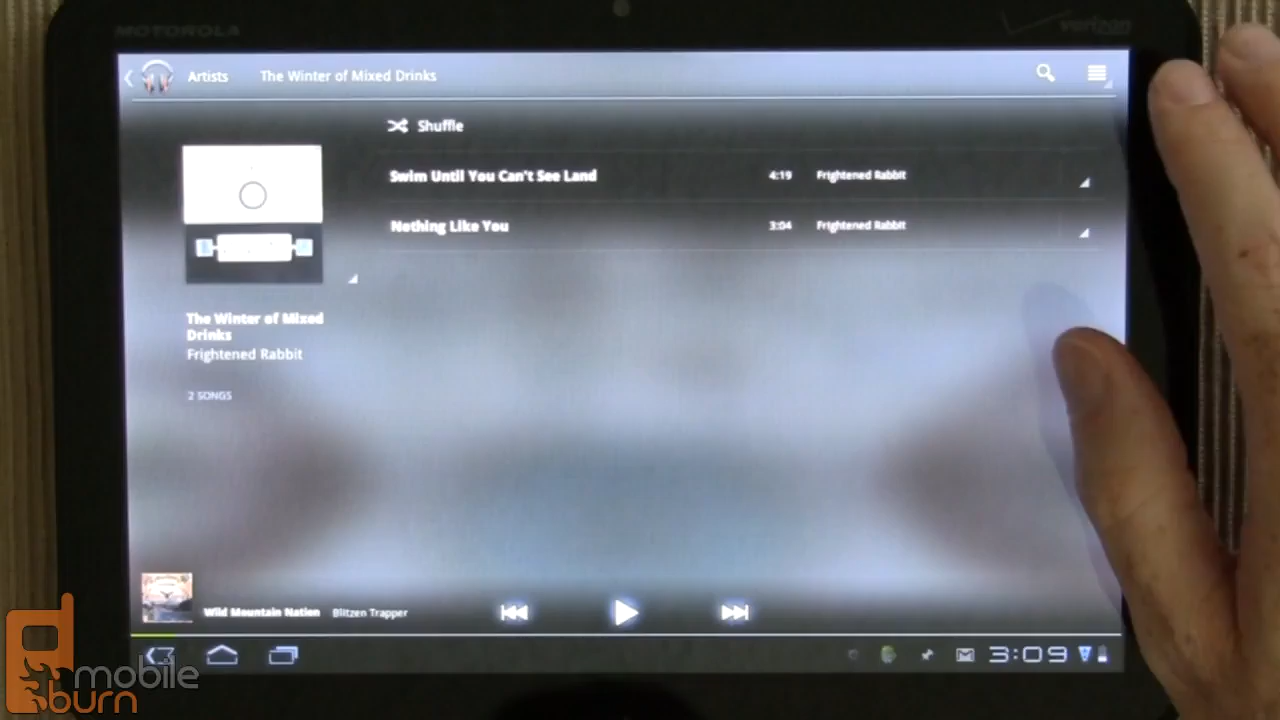 MOTOROLA
verizon
Artists The Winter of Mixed Drinks
Shuffle
Swim Until You Can't See Land 4:19 Frightened Rabbit
Nothing Like You 3:04 Frightened Rabbit
The Winter of Mixed
Drinks
Frightened Rabbit
2 SONGS
Wild Mountain Nation Blitzen Trapper
3:09
mobile
burn